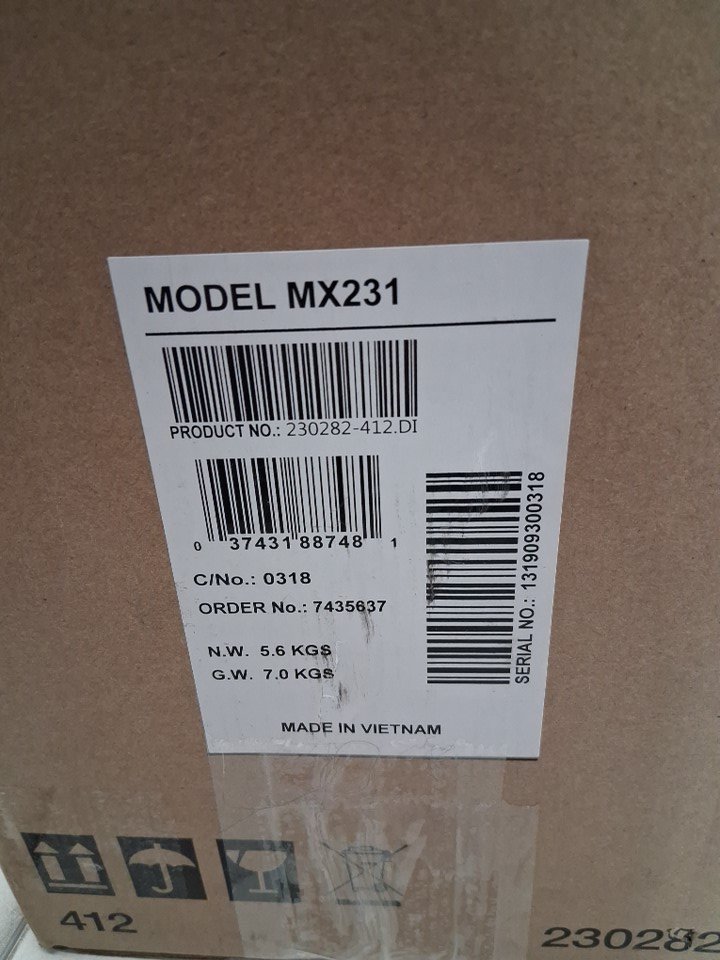 MODEL MX231
PRODUCT NO.: 230282-412.DI
0 37431 88748 1
C/No.: 0318
ORDER No.: 7435637
N.W. 5.6 KGS
G.W. 7.0 KGS
SERIAL NO.: 131909300318
MADE IN VIETNAM
412
230282